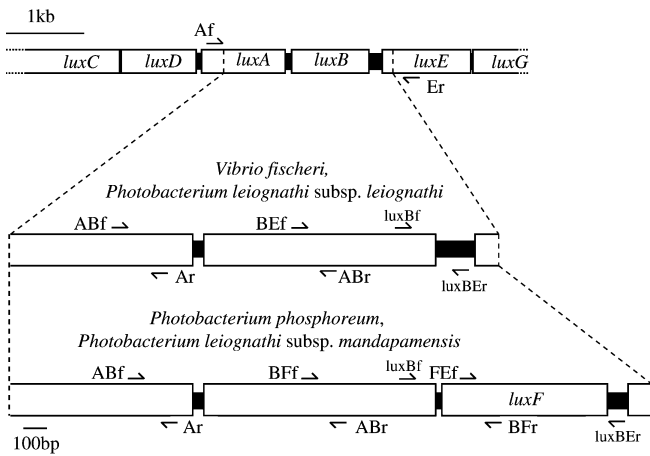 1kb
Af
luxC luxD luxA luxB luxE luxG
Er
Vibrio fischeri,
Photobacterium leiognathi subsp. leiognathi
ABf BEf luxBf
Ar ABr luxBEr
Photobacterium phosphoreum,
Photobacterium leiognathi subsp. mandapamensis
ABf BFf luxBf FEf
luxF
Ar ABr BFr luxBEr
100bp